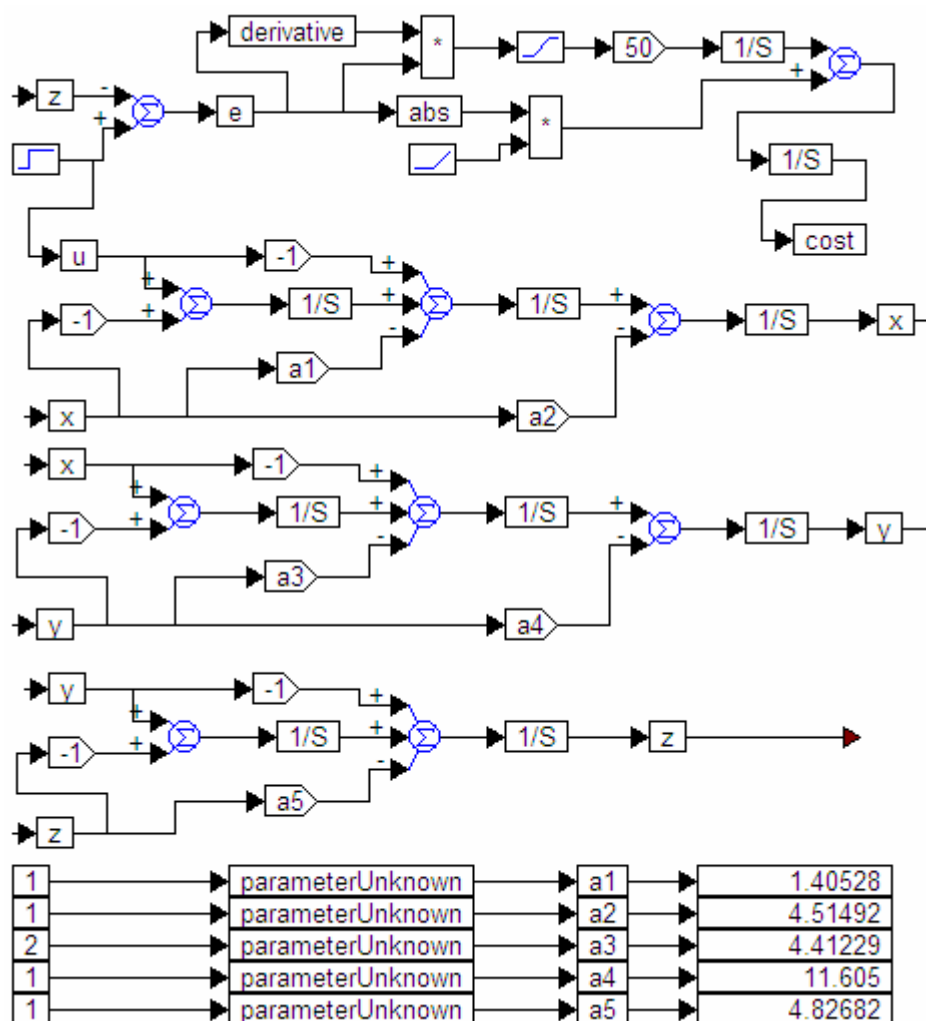 derivative
*
50
1/S
z
-
Σ
+
Σ
+
e
abs
*
1/S
cost
u
-1
+
+
Σ
1/S
+
Σ
1/S
+
Σ
1/S
x
-1
+
-
-
a1
x
a2
x
-1
+
+
Σ
1/S
+
Σ
1/S
+
Σ
1/S
y
-1
+
-
-
a3
y
a4
y
-1
+
+
Σ
1/S
+
Σ
1/S
z
-1
+
-
a5
z
1 parameterUnknown a1 1.40528
1 parameterUnknown a2 4.51492
2 parameterUnknown a3 4.41229
1 parameterUnknown a4 11.605
1 parameterUnknown a5 4.82682